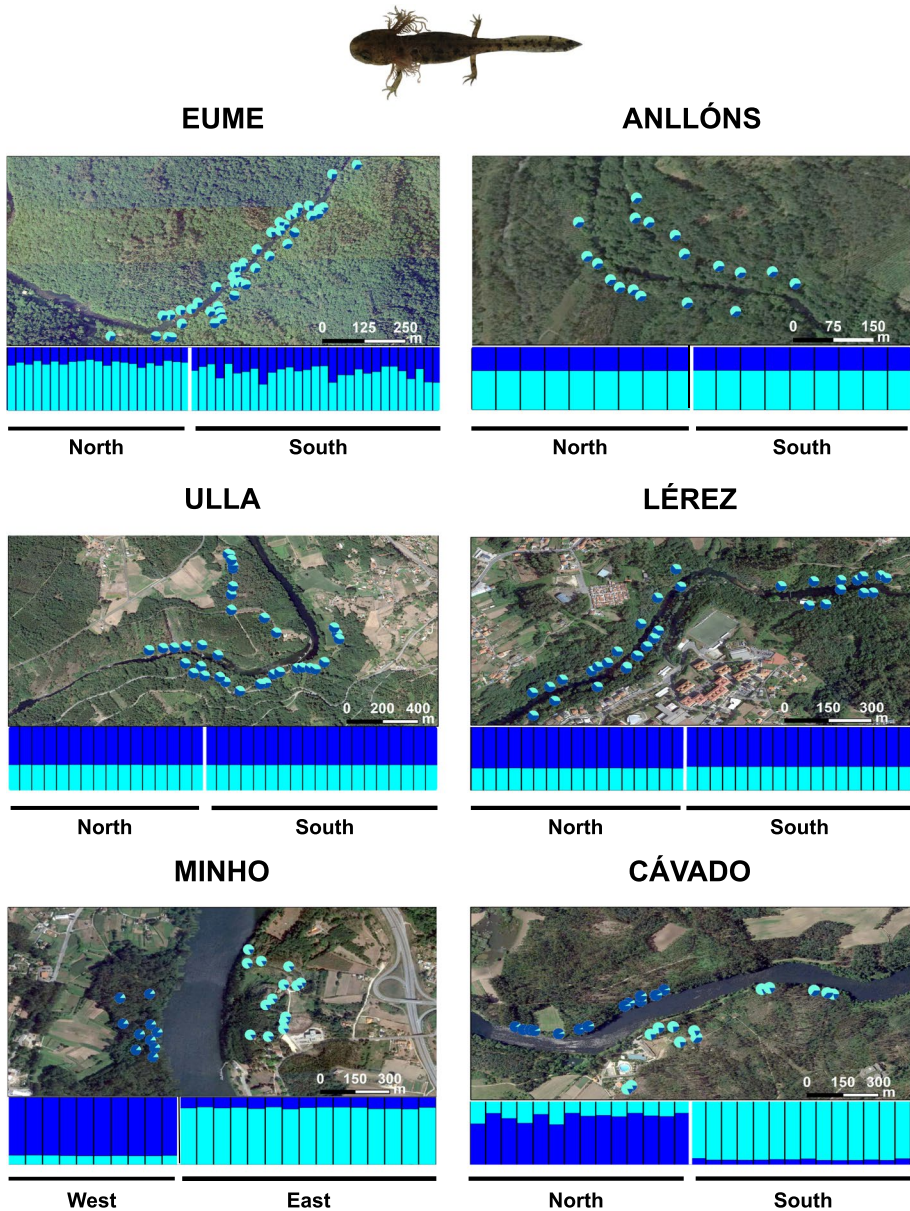 EUME
ANLLÓNS
0 125 250
m
0 75 150
m
North South
North South
ULLA
LÉREZ
0 200 400
m
0 150 300
m
North South
North South
MINHO
CÁVADO
0 150 300
m
0 150 300
m
West East
North South